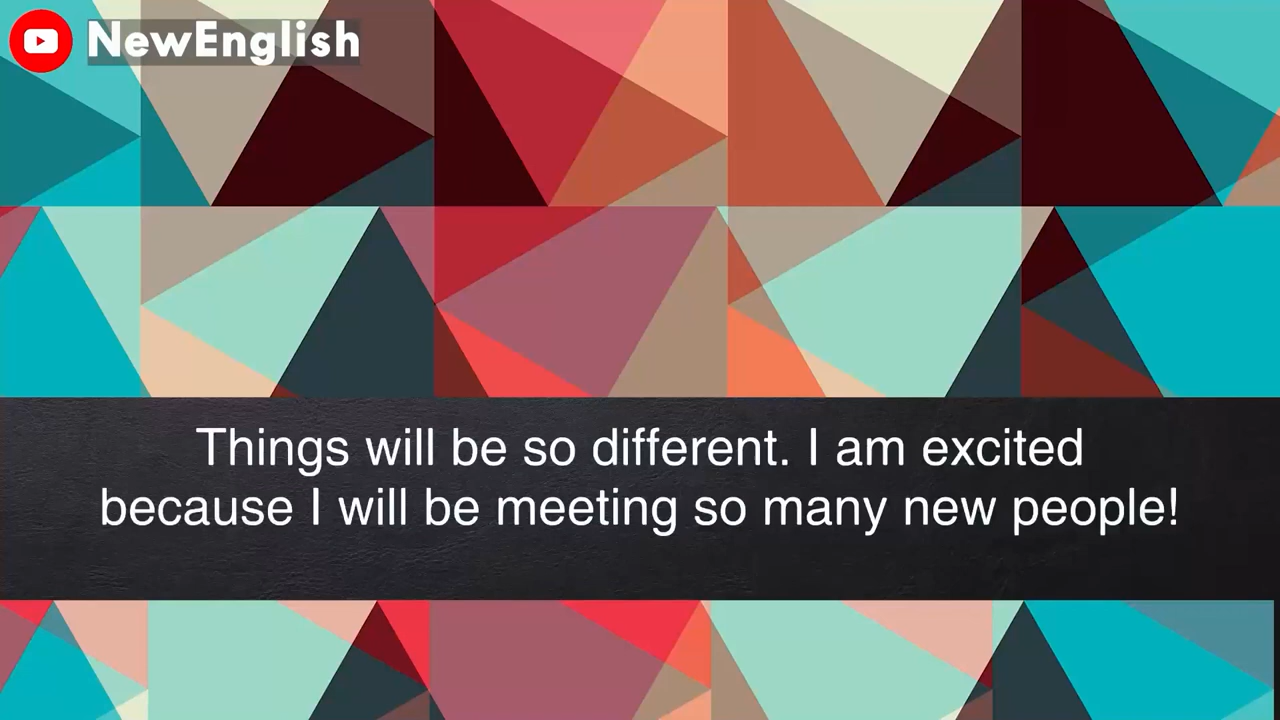 NewEnglish
Things will be so different. I am excited
because I will be meeting so many new people!